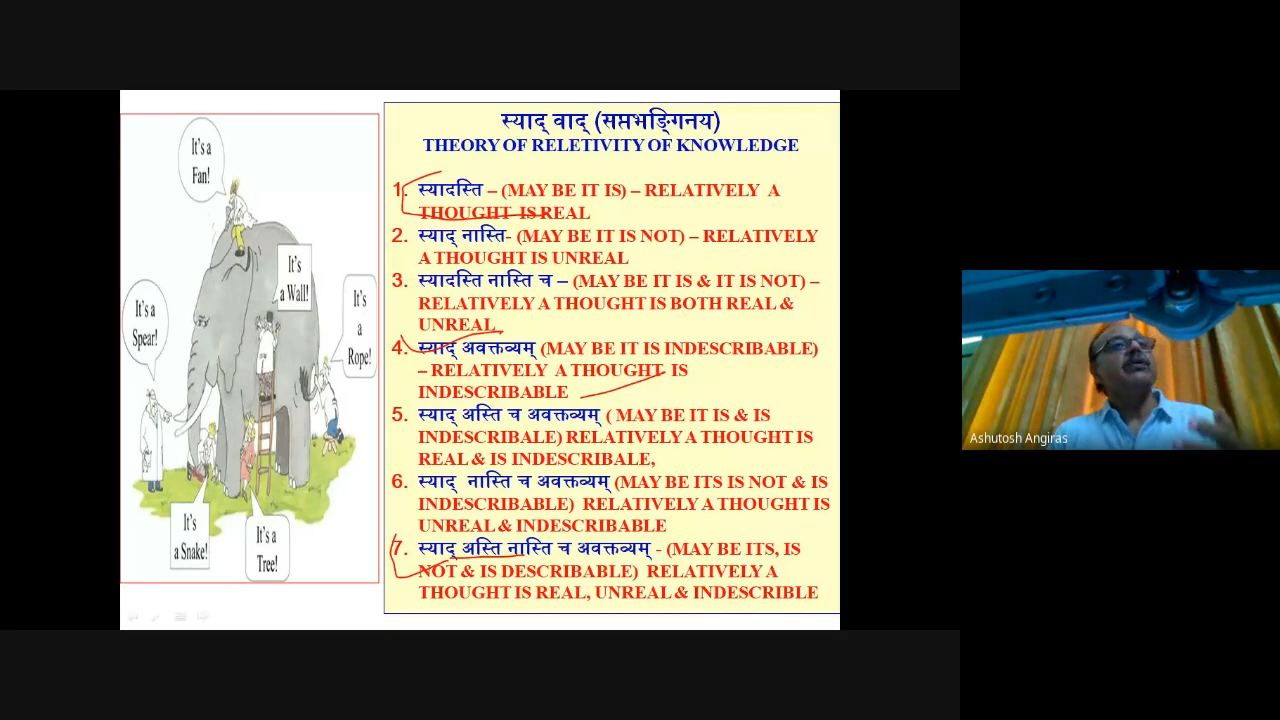 It's a
Fan!
It's
a Wall!
It's
a
Rope!
It's a
Spear!
It's
a Snake!
It's a
Tree!
स्याद् वाद् (सप्तभङ्गिनय)
THEORY OF RELETIVITY OF KNOWLEDGE
1. स्यादस्ति – (MAY BE IT IS) – RELATIVELY A
THOUGHT IS REAL
2. स्याद् नास्ति- (MAY BE IT IS NOT) – RELATIVELY
A THOUGHT IS UNREAL
3. स्यादस्ति नास्ति च – (MAY BE IT IS & IT IS NOT) –
RELATIVELY A THOUGHT IS BOTH REAL &
UNREAL
4. स्याद् अवक्तव्यम् (MAY BE IT IS INDESCRIBABLE)
– RELATIVELY A THOUGHT IS
INDESCRIBABLE
5. स्याद् अस्ति च अवक्तव्यम् ( MAY BE IT IS & IS
INDESCRIBALE) RELATIVELY A THOUGHT IS
REAL & IS INDESCRIBALE,
6. स्याद् नास्ति च अवक्तव्यम् (MAY BE ITS IS NOT & IS
INDESCRIBABLE) RELATIVELY A THOUGHT IS
UNREAL & INDESCRIBABLE
7. स्याद् अस्ति नास्ति च अवक्तव्यम् - (MAY BE ITS, IS
NOT & IS DESCRIBABLE) RELATIVELY A
THOUGHT IS REAL, UNREAL & INDESCRIBLE
Ashutosh Angiras